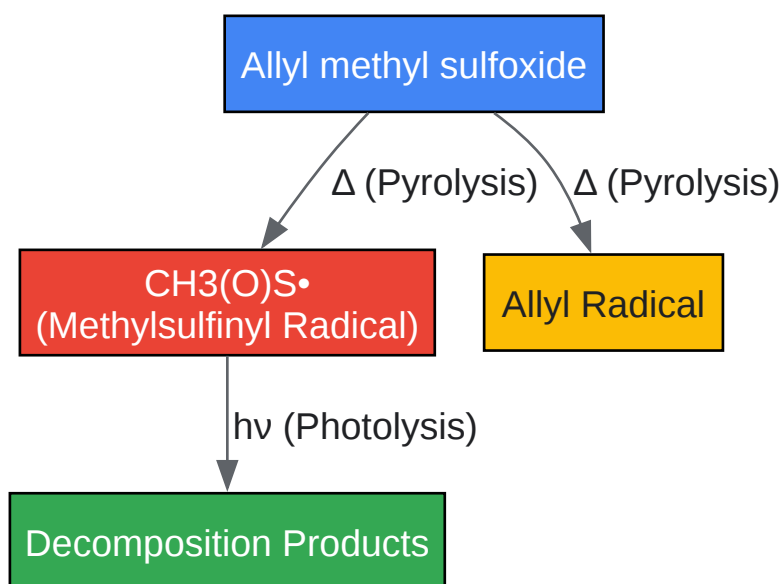 Allyl methyl sulfoxide
Δ (Pyrolysis)
Δ (Pyrolysis)
CH3(O)S•
(Methylsulfinyl Radical)
Allyl Radical
hν (Photolysis)
Decomposition Products